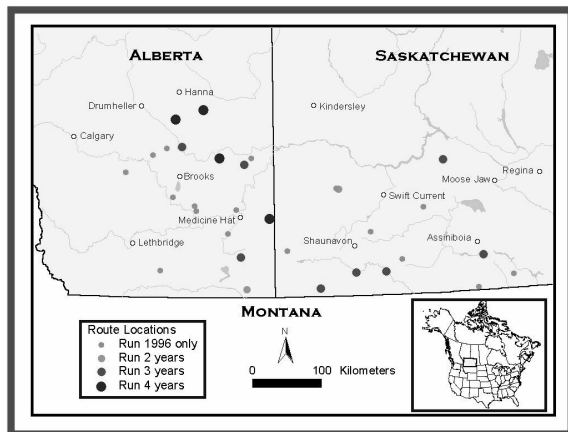 ALBERTA
SASKATCHEWAN
Hanna
Drumheller
Kindersley
Calgary
Regina
Brooks
Moose Jaw
Swift Current
Medicine Hat
Lethbridge
Shaunavon
Assiniboia
MONTANA
Route Locations
Run 1996 only
Run 2 years
Run 3 years
Run 4 years
N
0 100 Kilometers